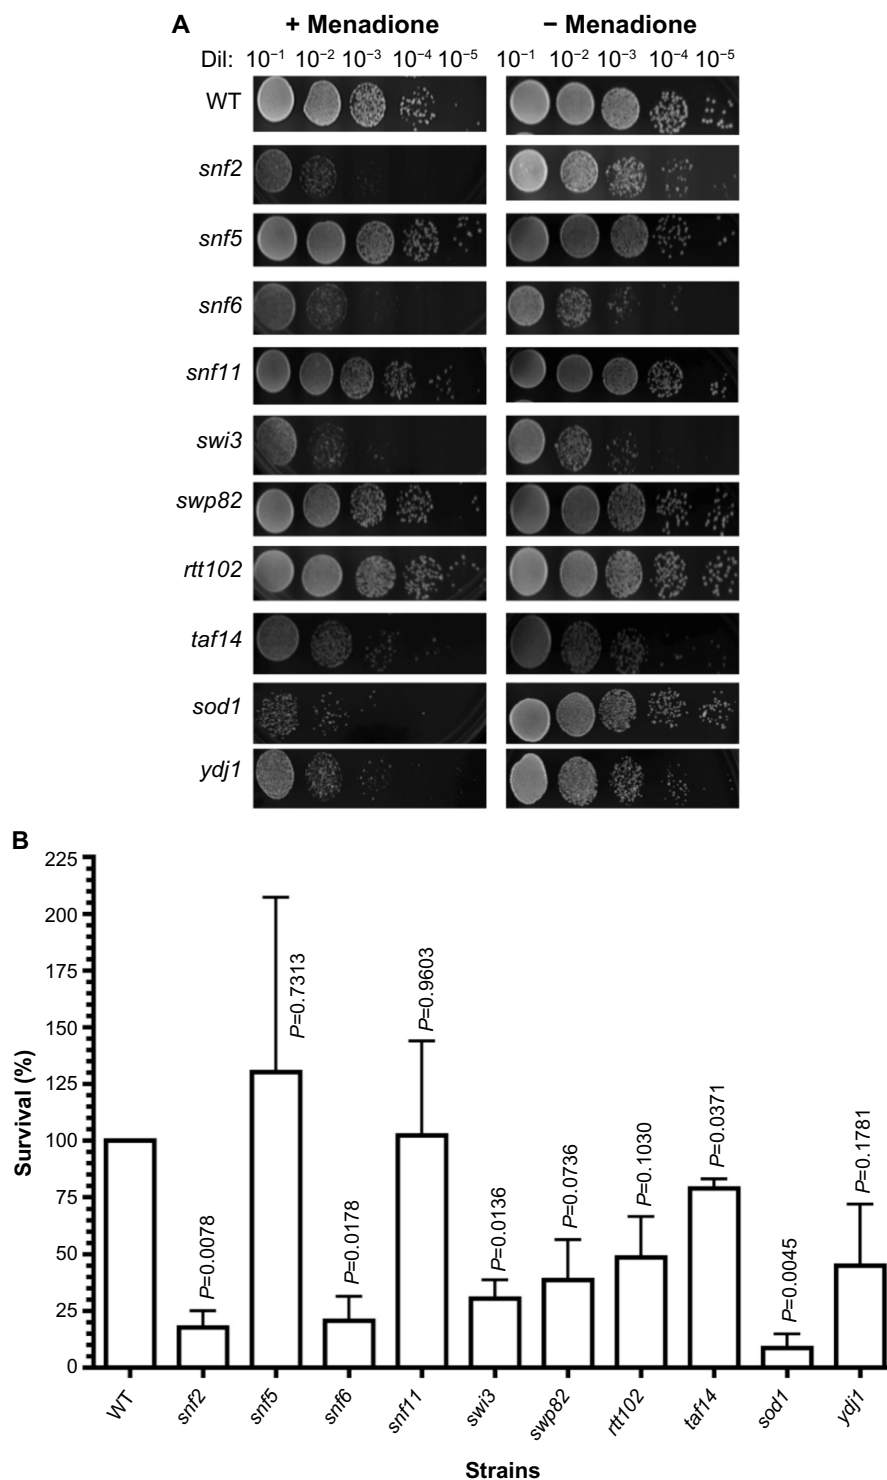 A
+ Menadione
− Menadione
Dil: 10⁻¹ 10⁻² 10⁻³ 10⁻⁴ 10⁻⁵
10⁻¹ 10⁻² 10⁻³ 10⁻⁴ 10⁻⁵
WT
snf2
snf5
snf6
snf11
swi3
swp82
rtt102
taf14
sod1
ydj1
B
Survival (%)
225
200
175
150
125
100
75
50
25
0
P=0.0078
P=0.7313
P=0.0178
P=0.9603
P=0.0136
P=0.0736
P=0.1030
P=0.0371
P=0.0045
P=0.1781
WT
snf2
snf5
snf6
snf11
swi3
swp82
rtt102
taf14
sod1
ydj1
Strains